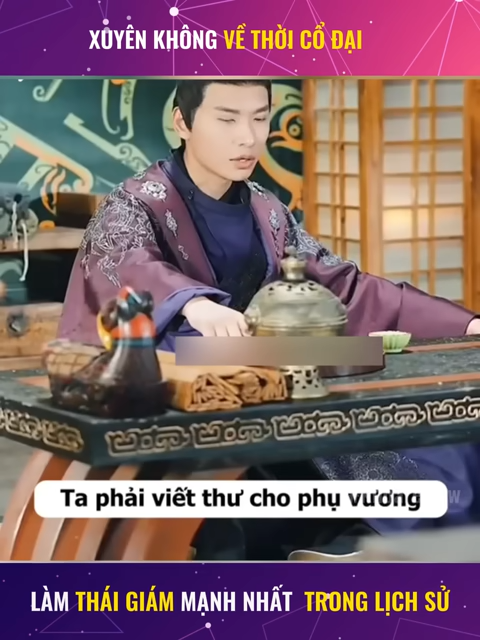 XUYÊN KHÔNG VỀ THỜI CỔ ĐẠI
Ta phải viết thư cho phụ vương
LÀM THÁI GIÁM MẠNH NHẤT TRONG LỊCH SỬ